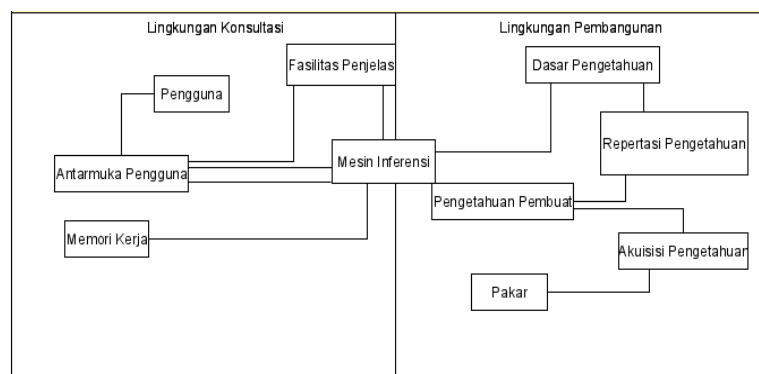 Lingkungan Konsultasi
Lingkungan Pembangunan
Fasilitas Penjelas
Dasar Pengetahuan
Pengguna
Repertasi Pengetahuan
Mesin Inferensi
Antarmuka Pengguna
Pengetahuan Pembuat
Memori Kerja
Akuisisi Pengetahuan
Pakar